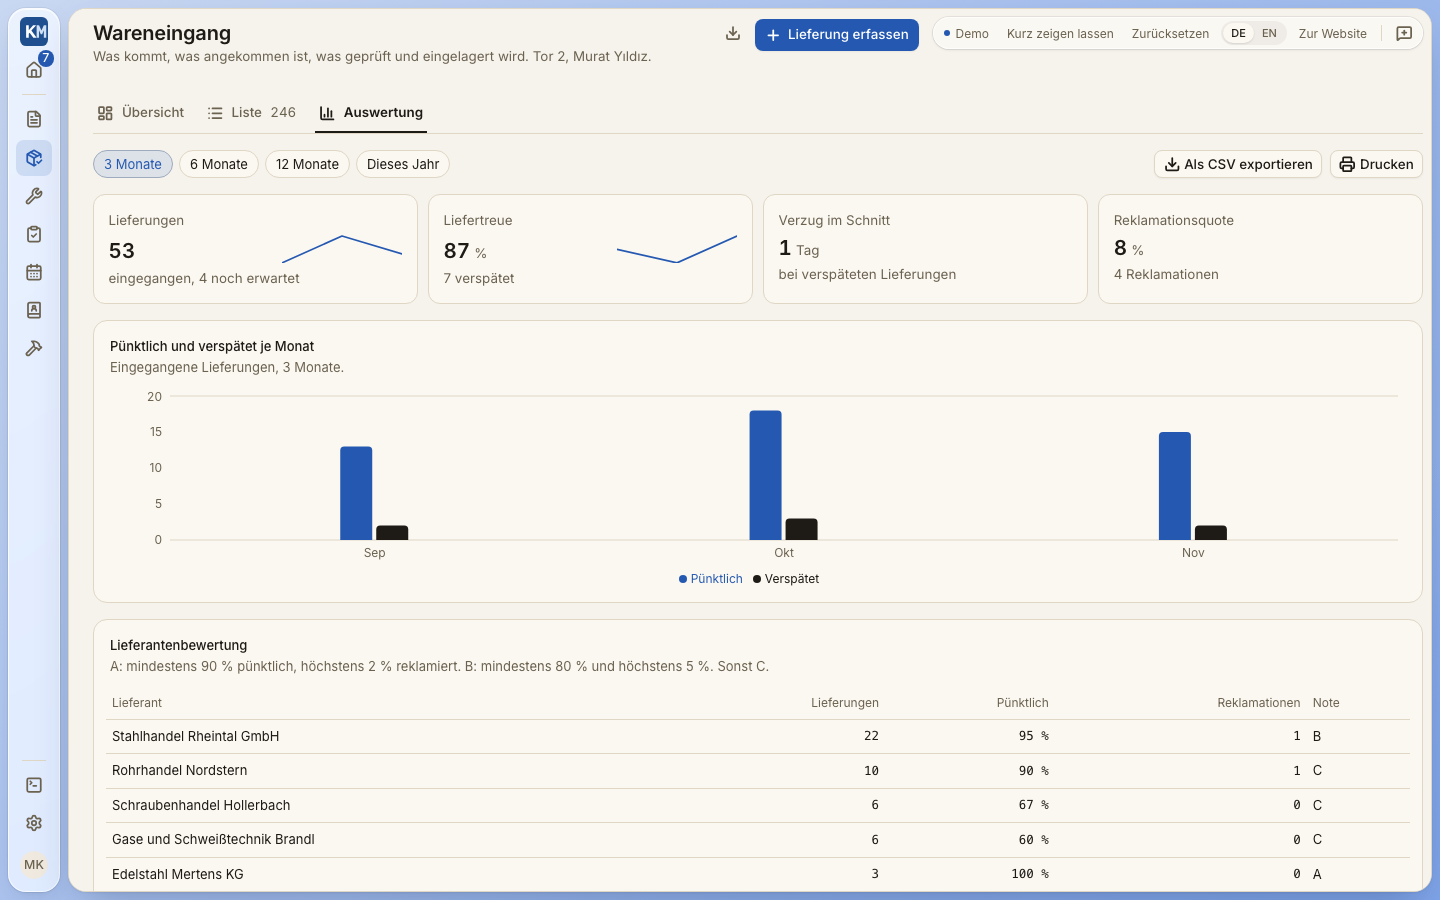 KM
7
Wareneingang
Was kommt, was angekommen ist, was geprüft und eingelagert wird. Tor 2, Murat Yıldız.
Lieferung erfassen
Demo
Kurz zeigen lassen
Zurücksetzen
DE EN
Zur Website
Übersicht
Liste 246
Auswertung
3 Monate
6 Monate
12 Monate
Dieses Jahr
Als CSV exportieren
Drucken
Lieferungen
53
eingegangen, 4 noch erwartet
Liefertreue
87 %
7 verspätet
Verzug im Schnitt
1 Tag
bei verspäteten Lieferungen
Reklamationsquote
8 %
4 Reklamationen
Pünktlich und verspätet je Monat
Eingegangene Lieferungen, 3 Monate.
20
15
10
5
0
Sep Okt Nov
Pünktlich Verspätet
Lieferantenbewertung
A: mindestens 90 % pünktlich, höchstens 2 % reklamiert. B: mindestens 80 % und höchstens 5 %. Sonst C.
Lieferant Lieferungen Pünktlich Reklamationen Note
Stahlhandel Rheintal GmbH 22 95 % 1 B
Rohrhandel Nordstern 10 90 % 1 C
Schraubenhandel Hollerbach 6 67 % 0 C
Gase und Schweißtechnik Brandl 6 60 % 0 C
Edelstahl Mertens KG 3 100 % 0 A
MK